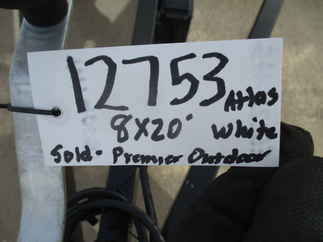 12753 Atlas
8X20' White
Sold - Premier Outdoor